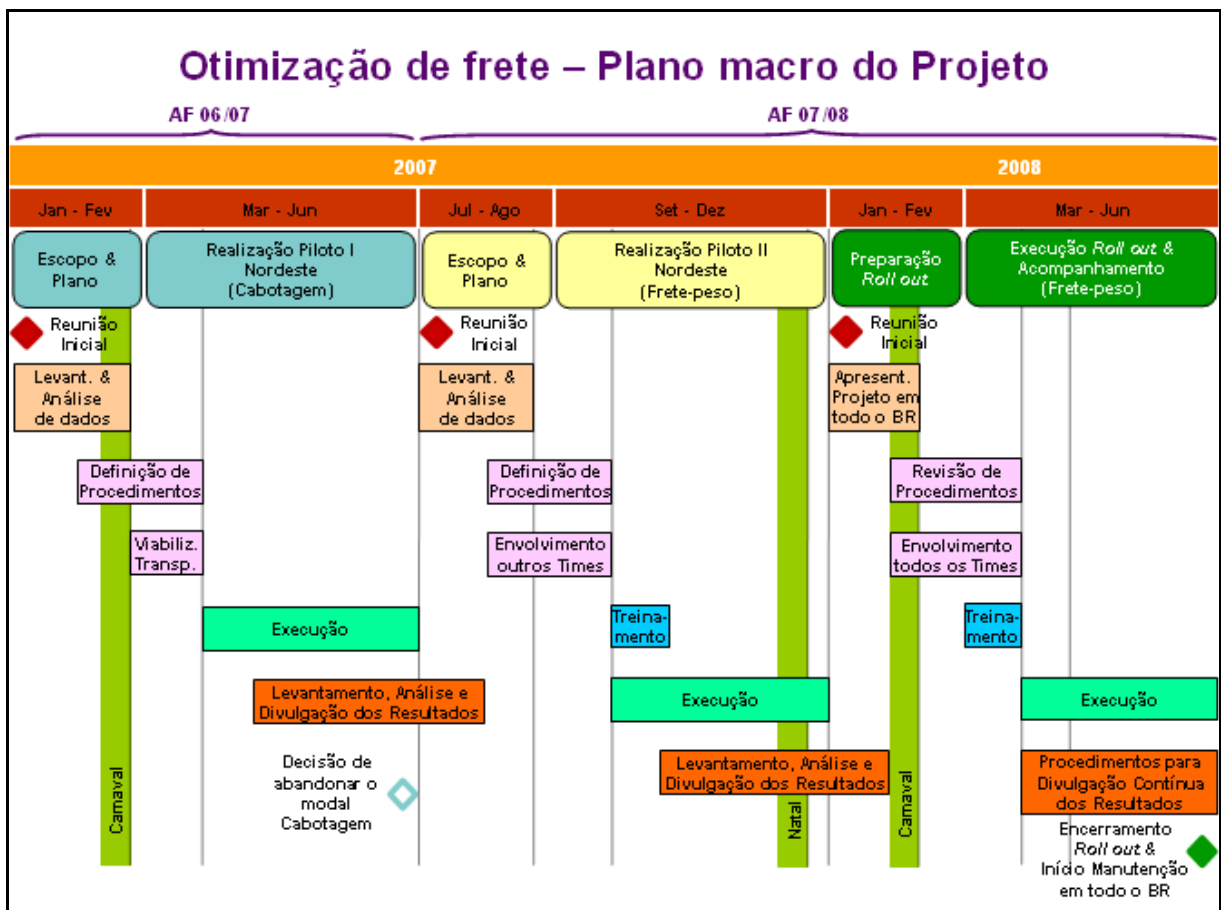 Otimização de frete – Plano macro do Projeto
AF 06/07
AF 07/08
2007
2008
Jan - Fev
Mar - Jun
Jul - Ago
Set - Dez
Jan - Fev
Mar - Jun
Escopo &
Plano
Realização Piloto I
Nordeste
(Cabotagem)
Escopo &
Plano
Realização Piloto II
Nordeste
(Frete-peso)
Preparação
Roll out
Execução Roll out &
Acompanhamento
(Frete-peso)
Reunião
Inicial
Reunião
Inicial
Reunião
Inicial
Levant. &
Análise
de dados
Levant. &
Análise
de dados
Apresent.
Projeto em
todo o BR
Definição de
Procedimentos
Definição de
Procedimentos
Revisão de
Procedimentos
Viabiliz.
Transp.
Envolvimento
outros Times
Envolvimento
todos os Times
Execução
Treina-
mento
Treina-
mento
Levantamento, Análise e
Divulgação dos Resultados
Execução
Execução
Decisão de
abandonar o
modal
Cabotagem
Levantamento, Análise e
Divulgação dos Resultados
Procedimentos para
Divulgação Contínua
dos Resultados
Carnaval
Natal
Carnaval
Encerramento
Roll out &
Início Manutenção
em todo o BR